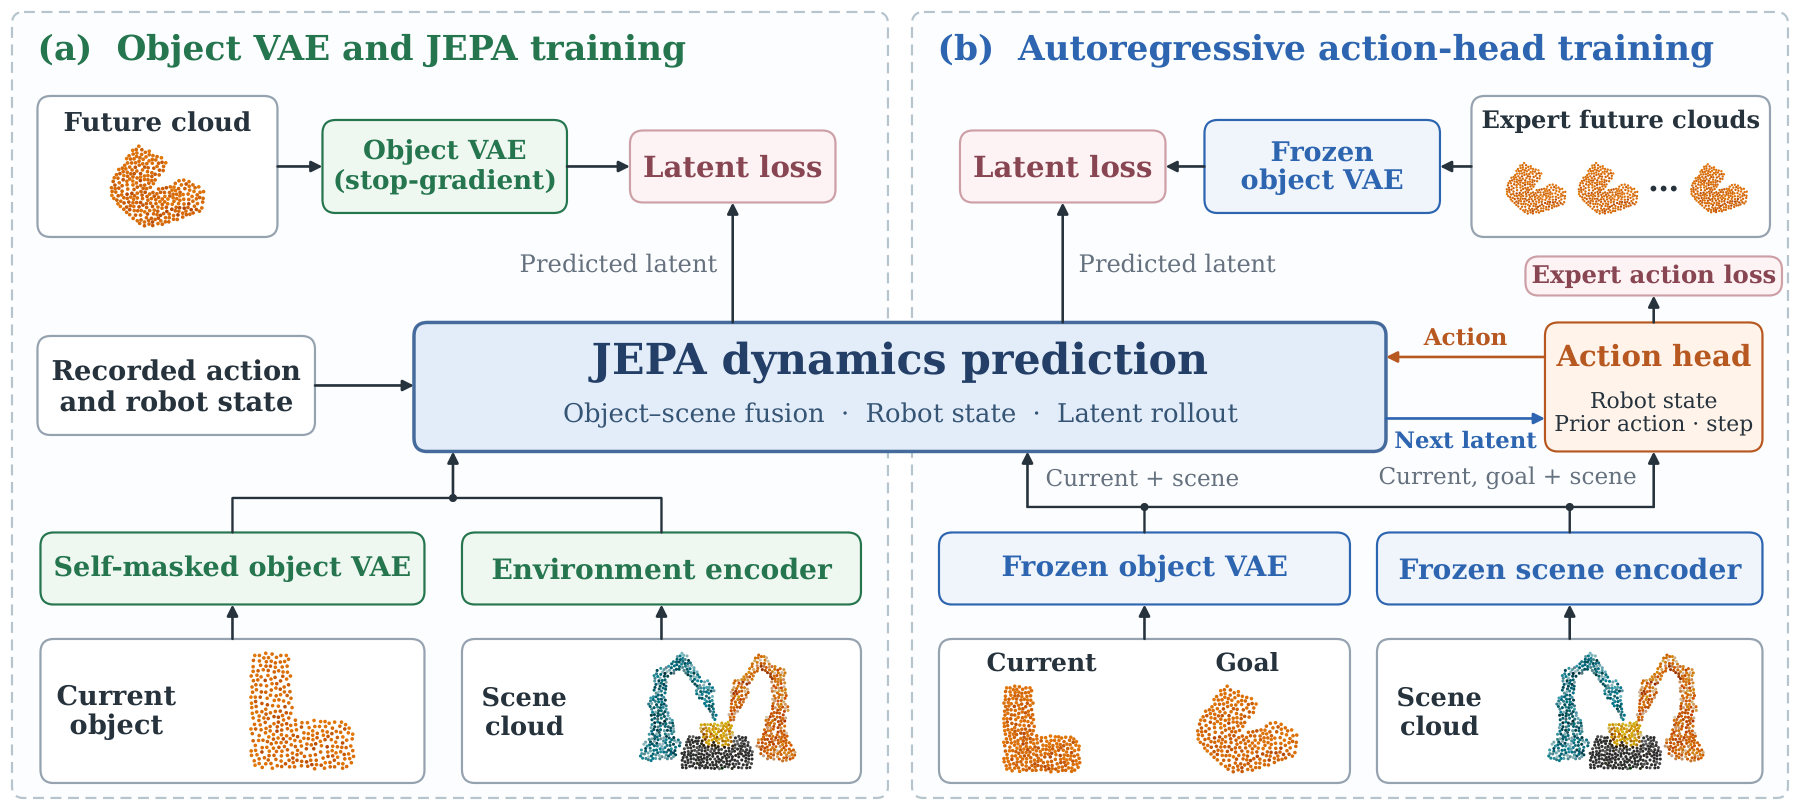 (a) Object VAE and JEPA training
Future cloud
Object VAE
(stop-gradient)
Latent loss
Predicted latent
Recorded action
and robot state
(b) Autoregressive action-head training
Latent loss
Frozen
object VAE
Expert future clouds
...
Predicted latent
Expert action loss
JEPA dynamics prediction
Object–scene fusion · Robot state · Latent rollout
Action
Next latent
Action head
Robot state
Prior action · step
Self-masked object VAE
Environment encoder
Current
object
Scene
cloud
Current + scene
Current, goal + scene
Frozen object VAE
Frozen scene encoder
Current
Goal
Scene
cloud